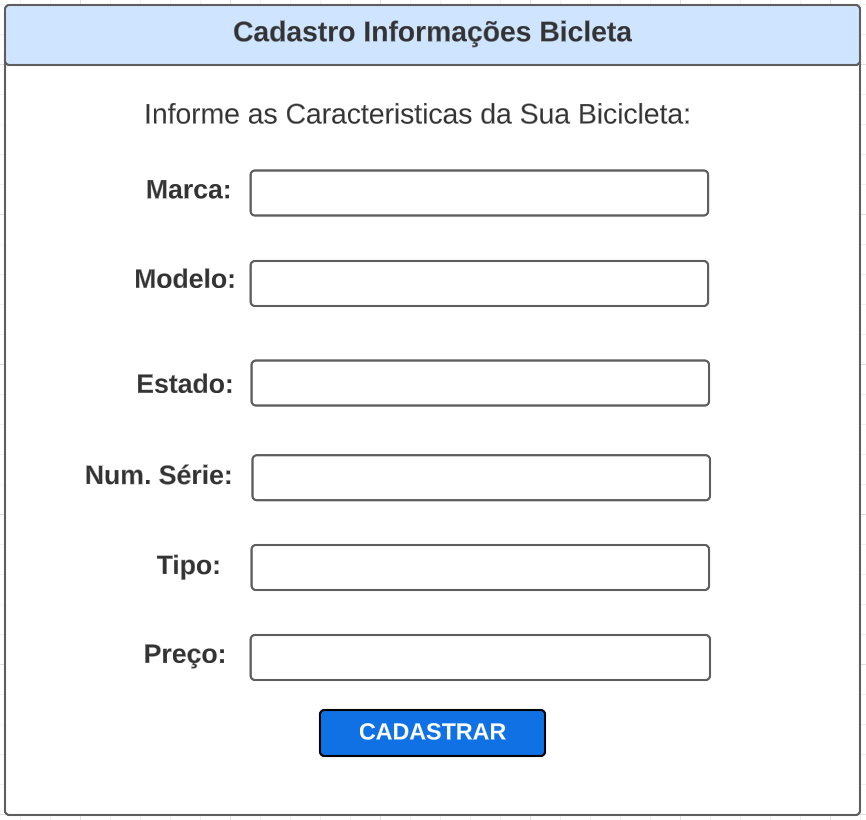 Cadastro Informações Bicleta
Informe as Caracteristicas da Sua Bicicleta:
Marca:
Modelo:
Estado:
Num. Série:
Tipo:
Preço:
CADASTRAR